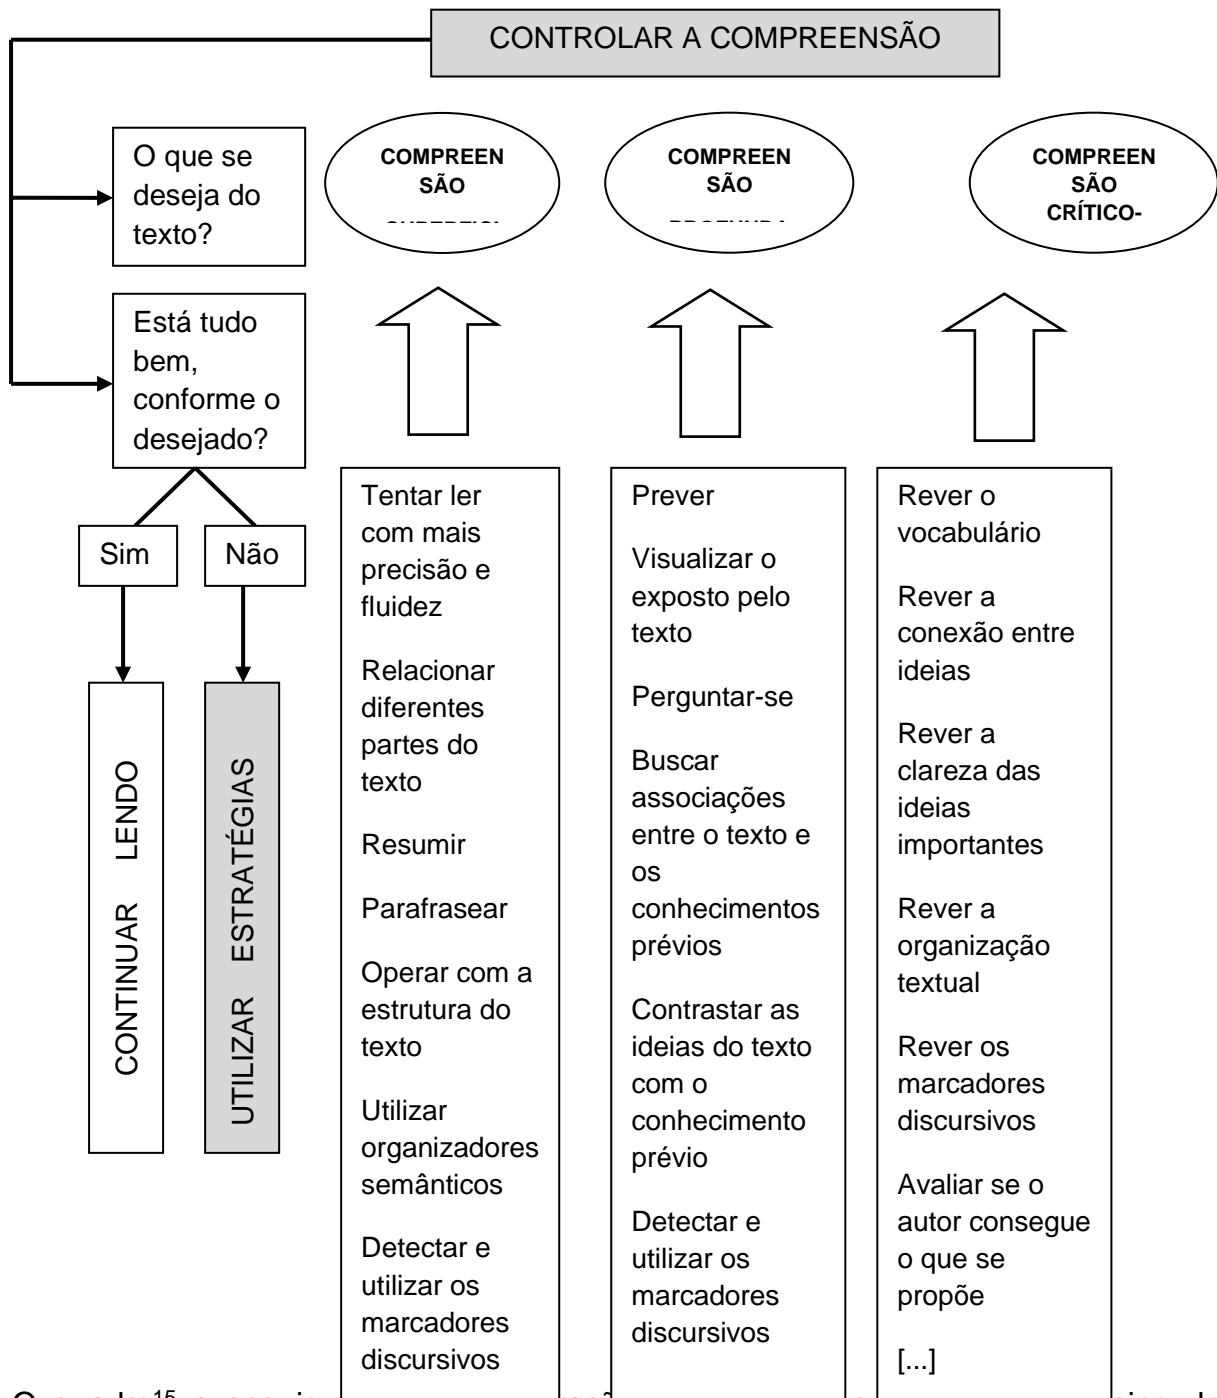 CONTROLAR A COMPREENSÃO
O que se
deseja do
texto?
COMPREEN
SÃO
COMPREEN
SÃO
COMPREEN
SÃO
CRÍTICO-
Está tudo
bem,
conforme o
desejado?
Sim
Não
CONTINUAR LENDO
UTILIZAR ESTRATÉGIAS
Tentar ler
com mais
precisão e
fluidez
Relacionar
diferentes
partes do
texto
Resumir
Parafrasear
Operar com a
estrutura do
texto
Utilizar
organizadores
semânticos
Detectar e
utilizar os
marcadores
discursivos
Prever
Visualizar o
exposto pelo
texto
Perguntar-se
Buscar
associações
entre o texto e
os
conhecimentos
prévios
Contrastar as
ideias do texto
com o
conhecimento
prévio
Detectar e
utilizar os
marcadores
discursivos
Rever o
vocabulário
Rever a
conexão entre
ideias
Rever a
clareza das
ideias
importantes
Rever a
organização
textual
Rever os
marcadores
discursivos
Avaliar se o
autor consegue
o que se
propõe
[...]